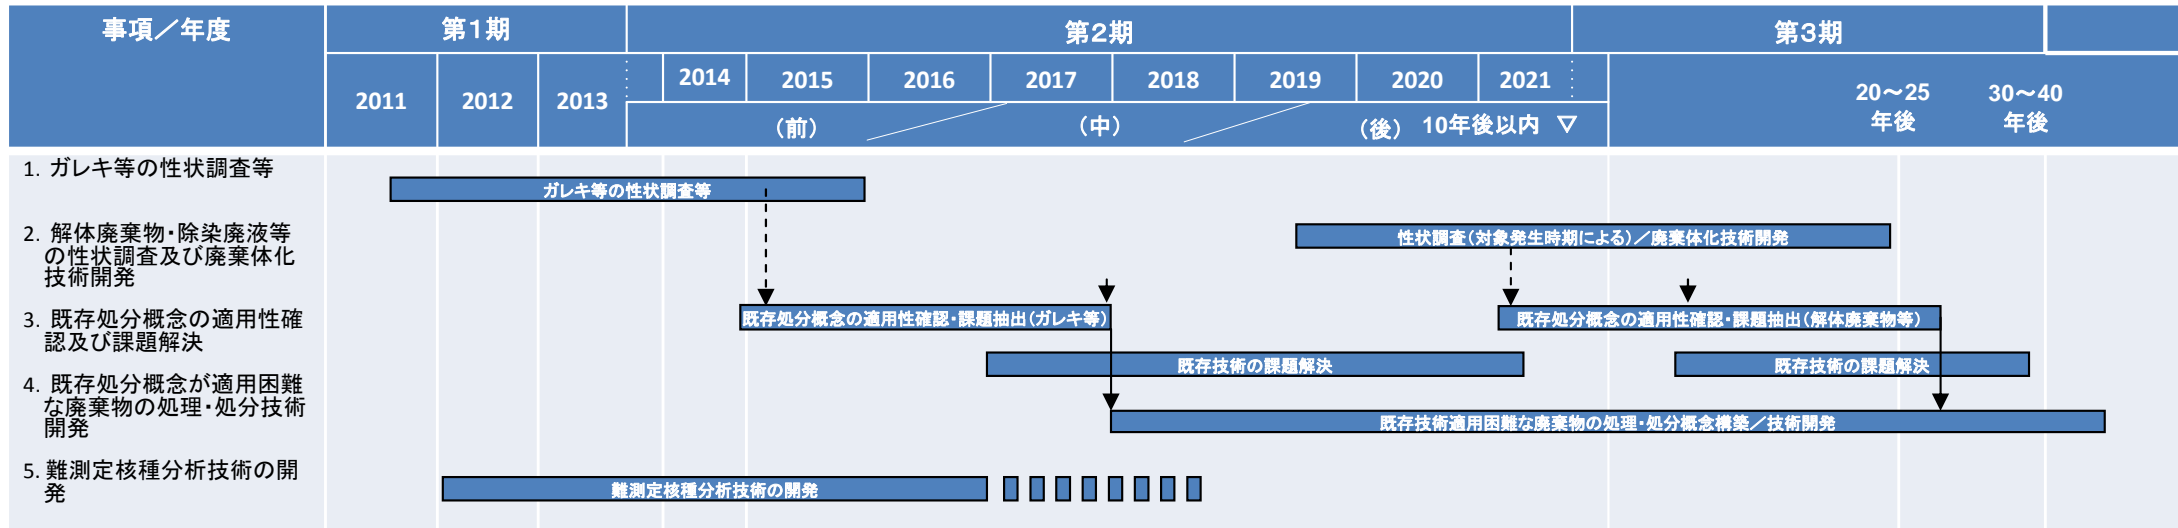 事項／年度
第1期
第2期
第3期
2011
2012
2013
2014
2015
2016
2017
2018
2019
2020
2021
(前)
(中)
(後) 10年後以内 ▽
20～25
年後
30～40
年後
1. ガレキ等の性状調査等
ガレキ等の性状調査等
2. 解体廃棄物・除染廃液等
の性状調査及び廃棄体化
技術開発
性状調査(対象発生時期による)／廃棄体化技術開発
3. 既存処分概念の適用性確
認及び課題解決
既存処分概念の適用性確認・課題抽出(ガレキ等)
既存処分概念の適用性確認・課題抽出(解体廃棄物等)
既存技術の課題解決
既存技術の課題解決
4. 既存処分概念が適用困難
な廃棄物の処理・処分技術
開発
既存技術適用困難な廃棄物の処理・処分概念構築／技術開発
5. 難測定核種分析技術の開
発
難測定核種分析技術の開発